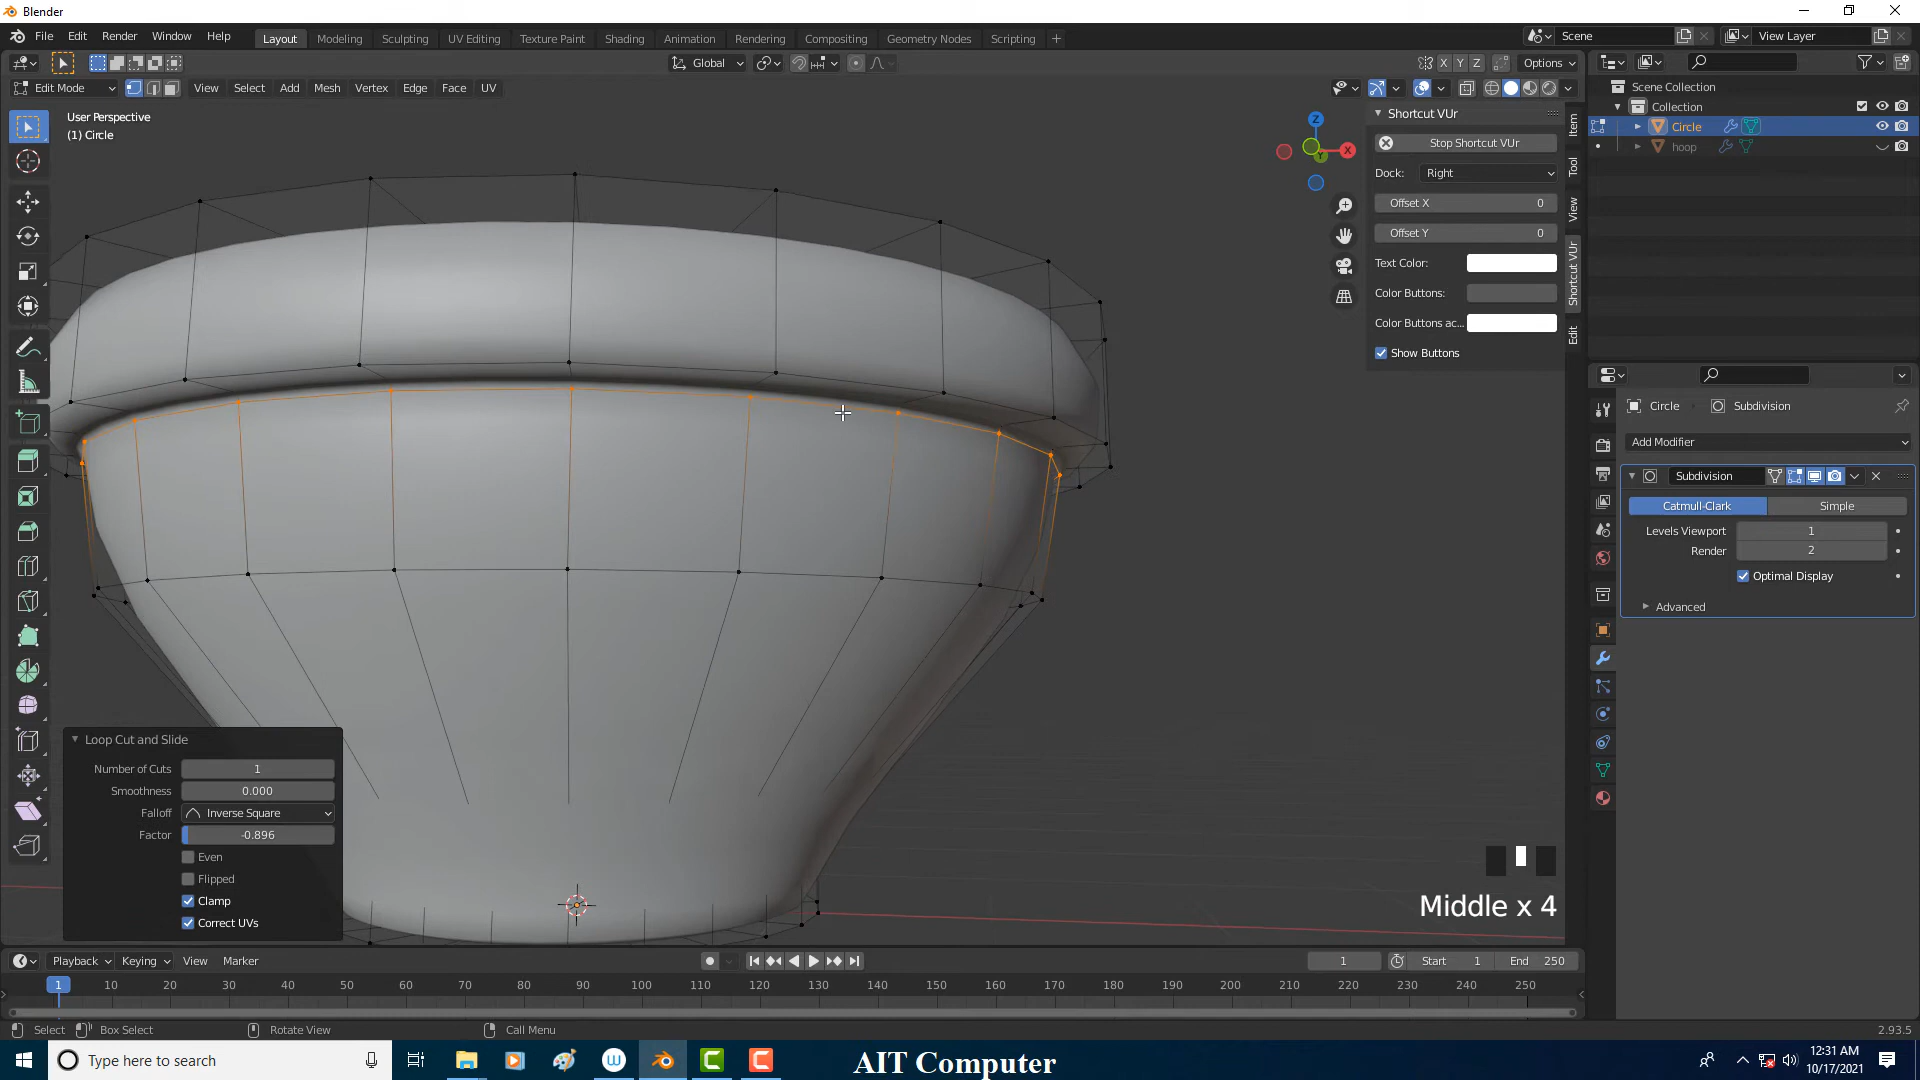 Blender
File Edit Render Window Help
Layout Modeling Sculpting UV Editing Texture Paint Shading Animation Rendering Compositing Geometry Nodes Scripting +
Scene
View Layer
Global
X Y Z
Options
Edit Mode
View Select Add Mesh Vertex Edge Face UV
User Perspective
(1) Circle
Z
X
Y
Shortcut VUr
Stop Shortcut VUr
Dock: Right
Offset X 0
Offset Y 0
Text Color:
Color Buttons:
Color Buttons ac...
Show Buttons
Item
Tool
View
Shortcut VUr
Edit
Scene Collection
Collection
Circle
hoop
Circle
Subdivision
Add Modifier
Subdivision
Catmull-Clark Simple
Levels Viewport 1
Render 2
Optimal Display
Advanced
Loop Cut and Slide
Number of Cuts 1
Smoothness 0.000
Falloff Inverse Square
Factor -0.896
Even
Flipped
Clamp
Correct UVs
Middle x 4
Playback Keying View Marker
1
Start 1
End 250
1 10 20 30 40 50 60 70 80 90 100 110 120 130 140 150 160 170 180 190 200 210 220 230 240 250
Select
Box Select
Rotate View
Call Menu
2.93.5
Type here to search
AIT Computer
12:31 AM
10/17/2021